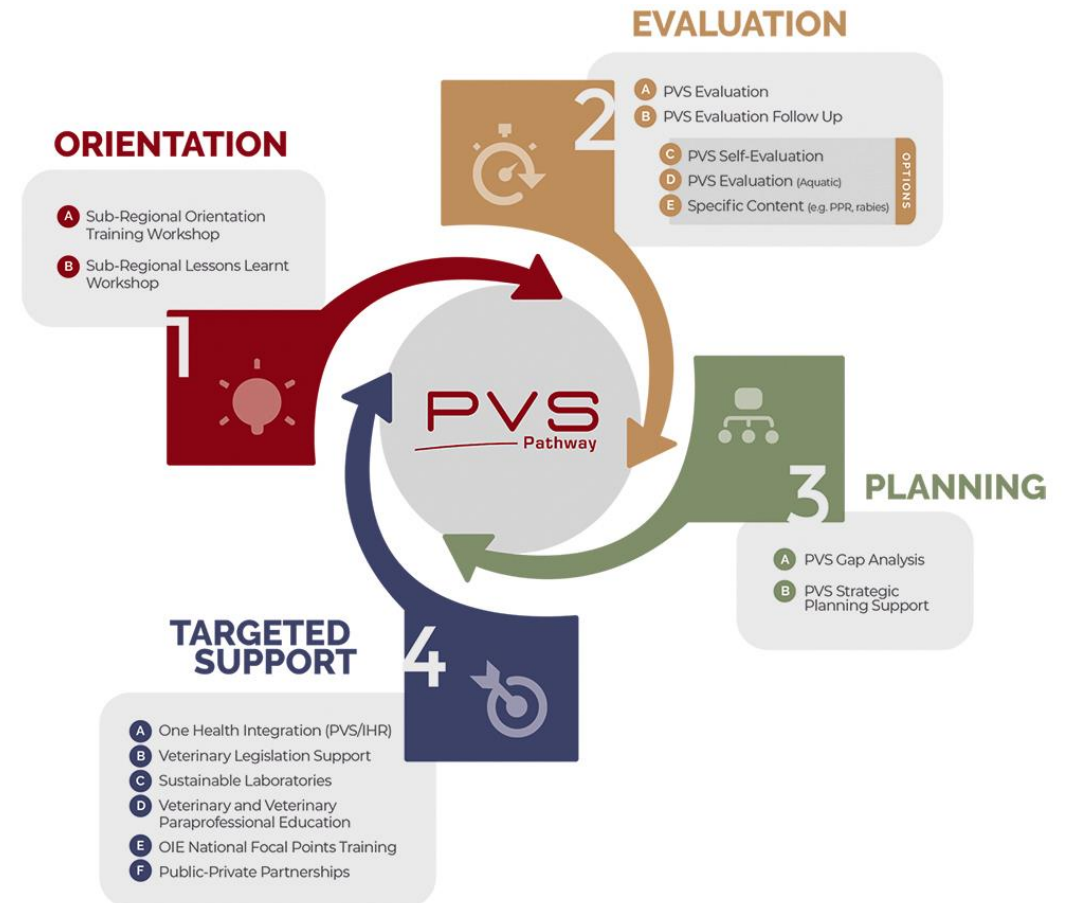 ORIENTATION
A Sub-Regional Orientation
Training Workshop
B Sub-Regional Lessons Learnt
Workshop
1
EVALUATION
2
A PVS Evaluation
B PVS Evaluation Follow Up
C PVS Self-Evaluation
D PVS Evaluation (Aquatic)
E Specific Content (e.g. PPR, rabies)
OPTIONS
PVS
Pathway
3
PLANNING
A PVS Gap Analysis
B PVS Strategic
Planning Support
TARGETED
SUPPORT
4
A One Health Integration (PVS/IHR)
B Veterinary Legislation Support
C Sustainable Laboratories
D Veterinary and Veterinary
Paraprofessional Education
E OIE National Focal Points Training
F Public-Private Partnerships